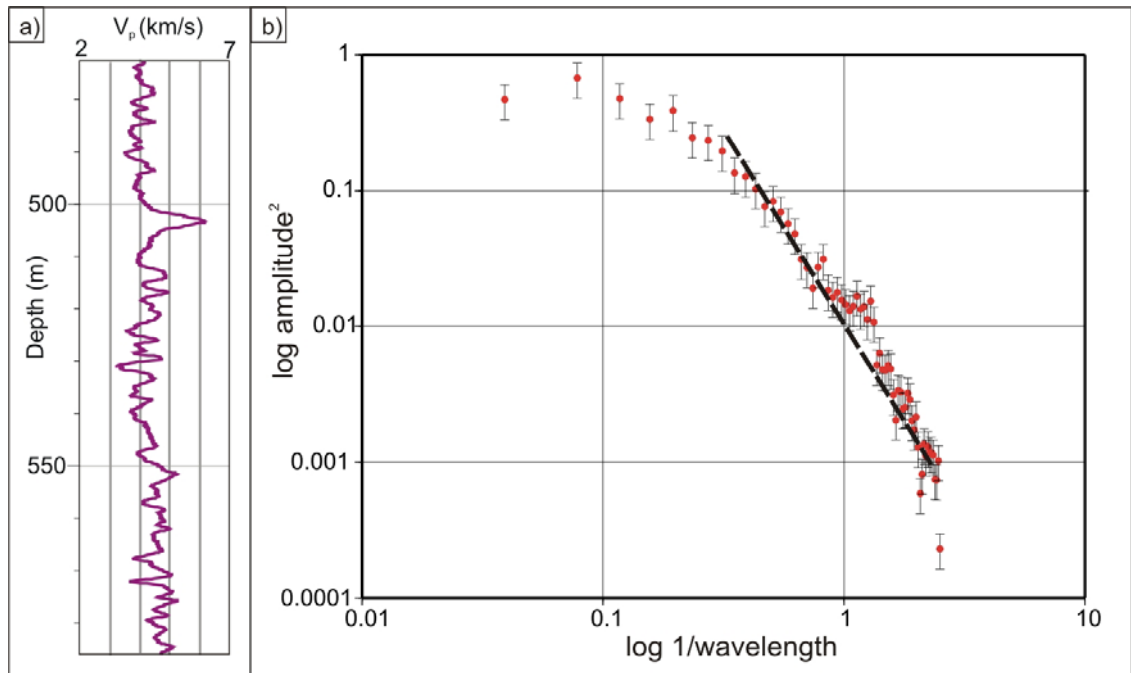 a)
V_p (km/s)
2 7
500
550
Depth (m)
b)
1
0.1
0.01
0.001
0.0001
log amplitude²
0.01 0.1 1 10
log 1/wavelength